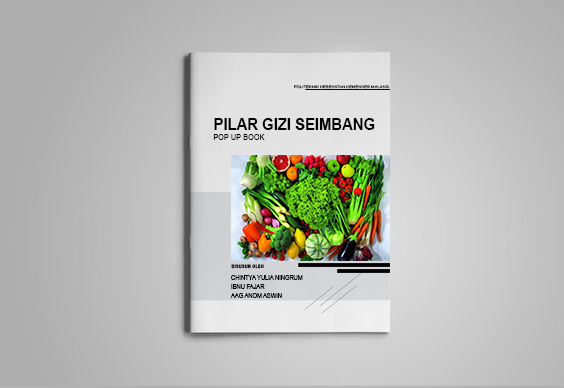 POLITEKNIK KESEHATAN KEMENKES MALANG
PILAR GIZI SEIMBANG
POP UP BOOK
DISUSUN OLEH
CHINTYA YULIA NINGRUM
IBNU FAJAR
AAG ANOM ASWIN